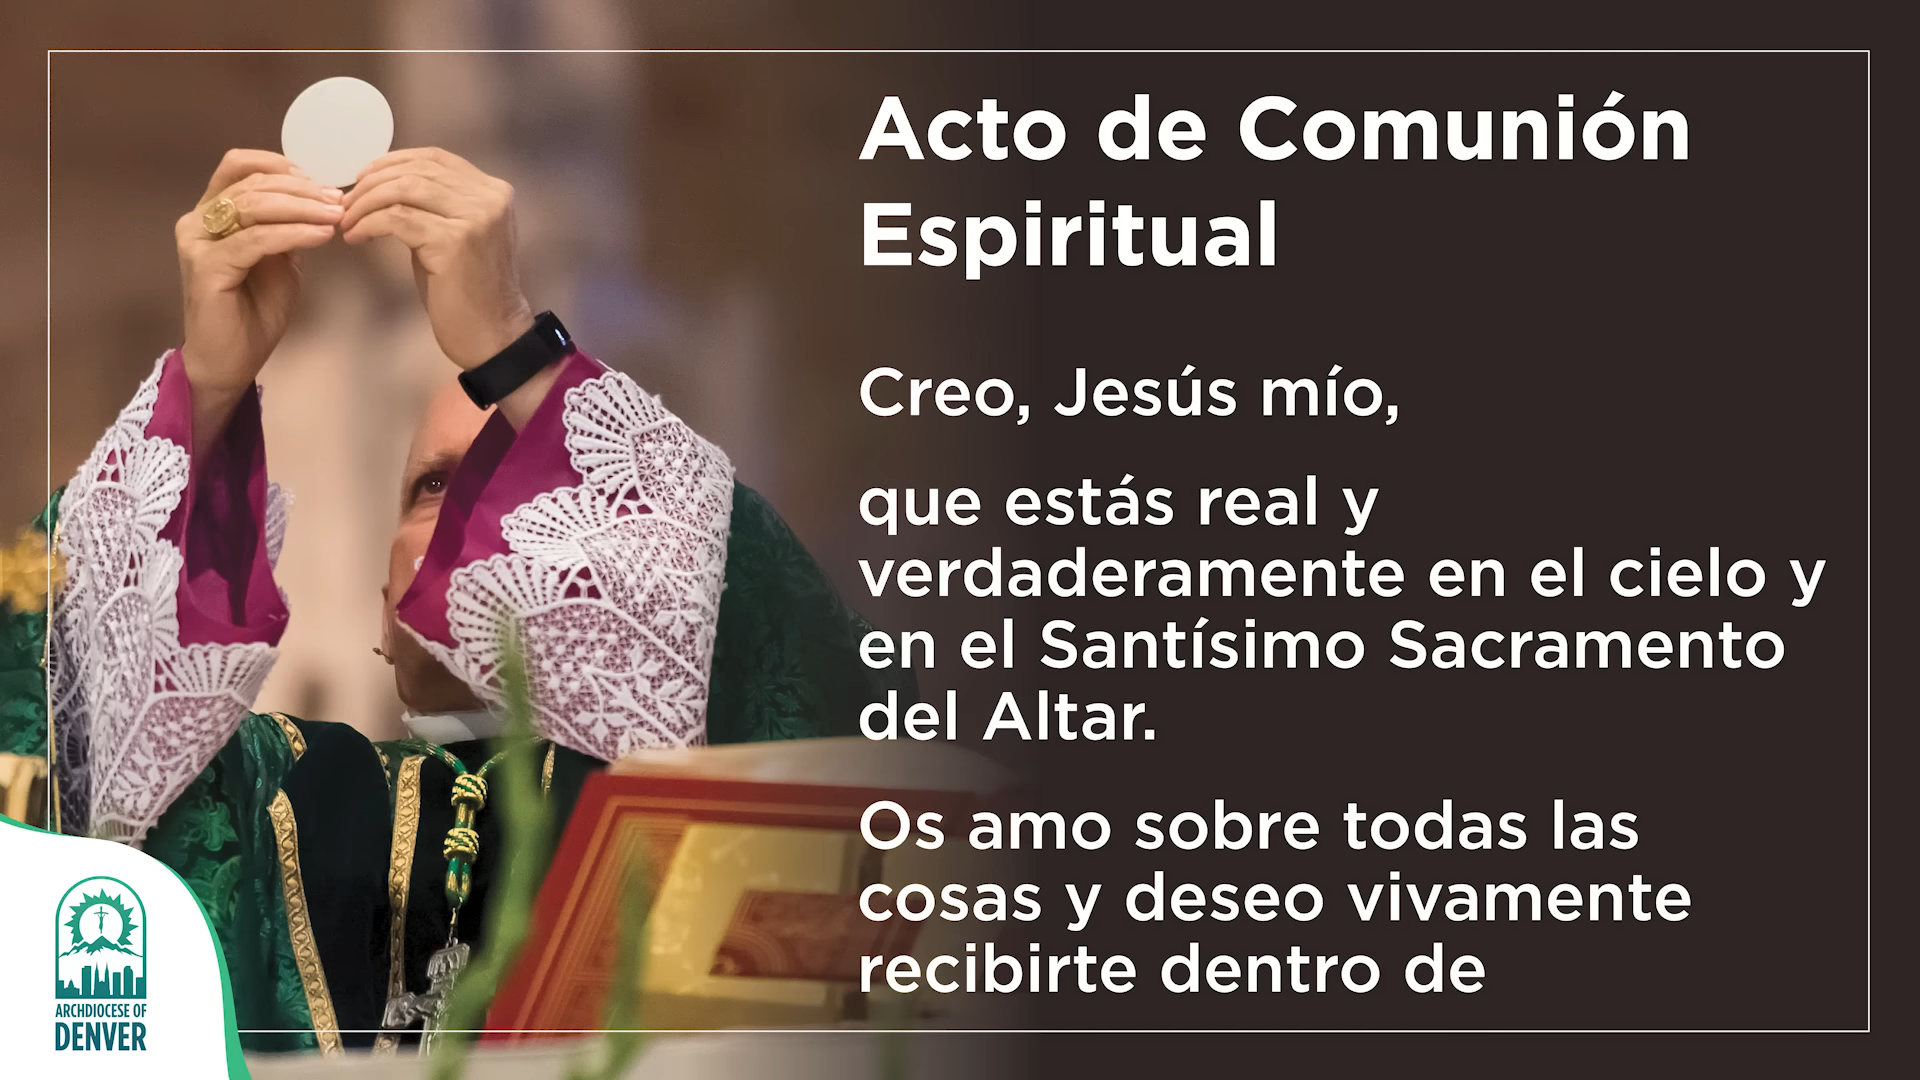 Acto de Comunión
Espiritual
Creo, Jesús mío,
que estás real y
verdaderamente en el cielo y
en el Santísimo Sacramento
del Altar.
Os amo sobre todas las
cosas y deseo vivamente
recibirte dentro de
ARCHDIOCESE OF
DENVER